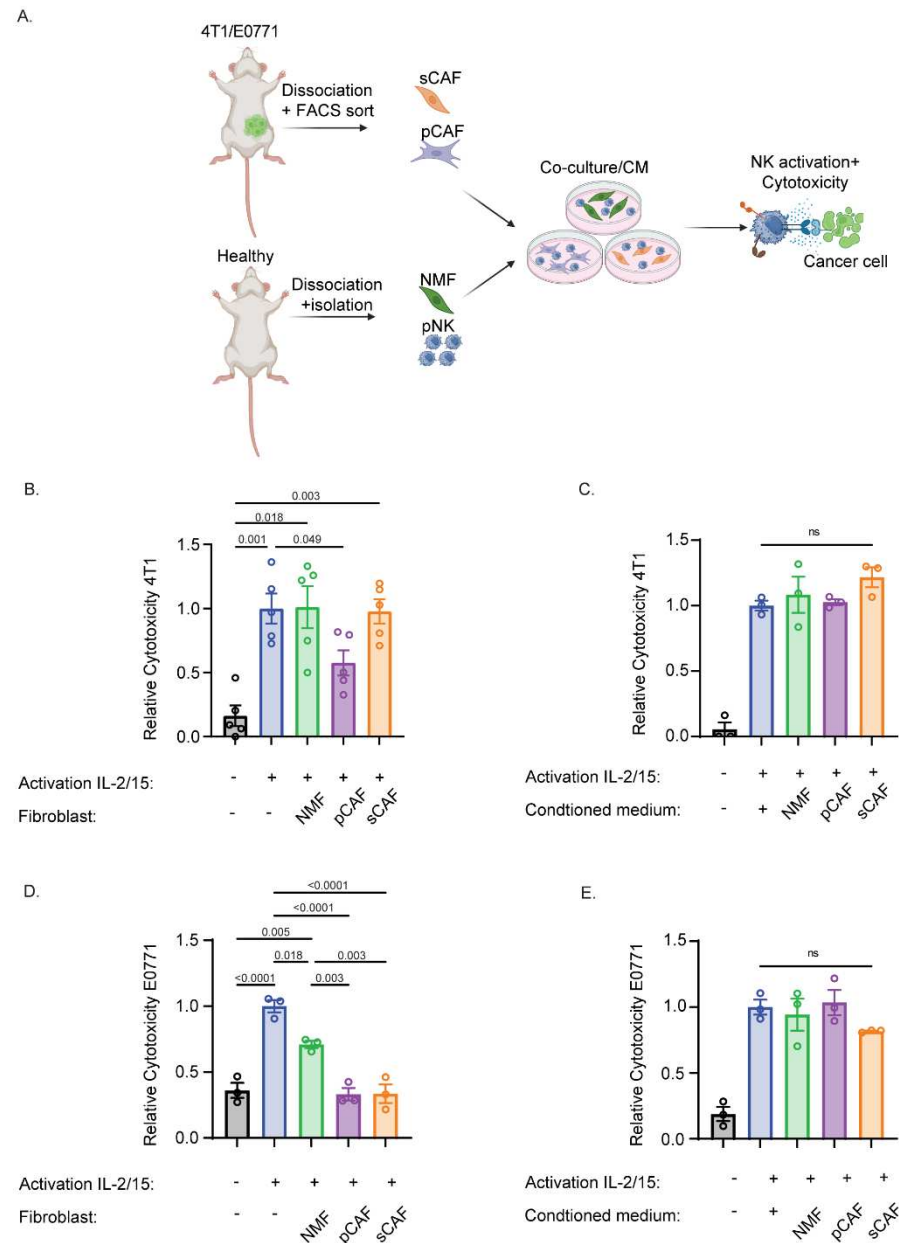 A.
4T1/E0771
Dissociation
+ FACS sort
sCAF
pCAF
Co-culture/CM
NK activation+
Cytotoxicity
Cancer cell
Healthy
Dissociation
+isolation
NMF
pNK
B.
0.003
0.018
0.001 0.049
Relative Cytotoxicity 4T1
1.5
1.0
0.5
0.0
Activation IL-2/15: - + + + +
Fibroblast: - - NMF pCAF sCAF
C.
ns
Relative Cytotoxicity 4T1
1.5
1.0
0.5
0.0
Activation IL-2/15: - + + + +
Condtioned medium: - + NMF pCAF sCAF
D.
<0.0001
<0.0001
0.005
0.018 0.003
<0.0001 0.003
Relative Cytotoxicity E0771
1.5
1.0
0.5
0.0
Activation IL-2/15: - + + + +
Fibroblast: - - NMF pCAF sCAF
E.
ns
Relative Cytotoxicity E0771
1.5
1.0
0.5
0.0
Activation IL-2/15: - + + + +
Condtioned medium: - + NMF pCAF sCAF